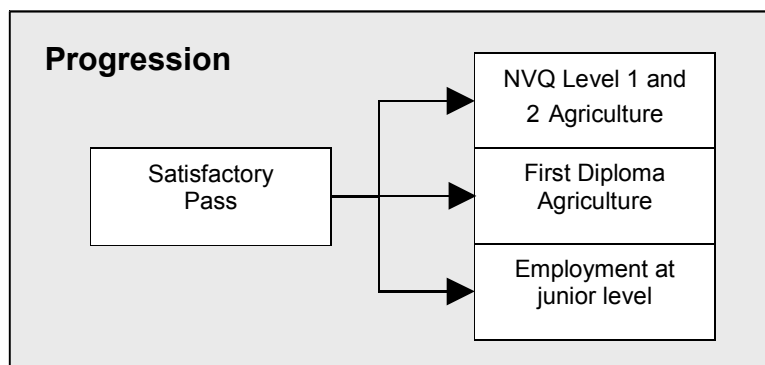 Progression
Satisfactory
Pass
NVQ Level 1 and
2 Agriculture
First Diploma
Agriculture
Employment at
junior level